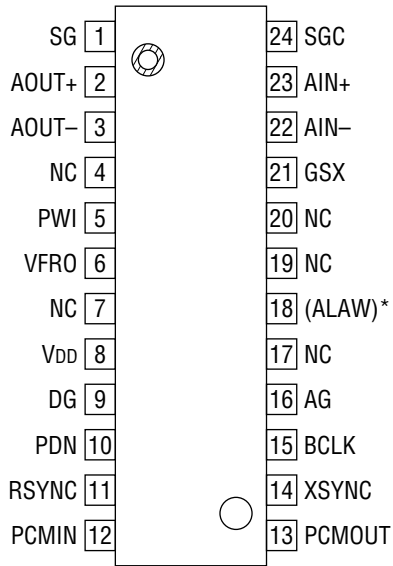 SG 1 24 SGC
AOUT+ 2 23 AIN+
AOUT– 3 22 AIN–
NC 4 21 GSX
PWI 5 20 NC
VFRO 6 19 NC
NC 7 18 (ALAW)*
VDD 8 17 NC
DG 9 16 AG
PDN 10 15 BCLK
RSYNC 11 14 XSYNC
PCMIN 12 13 PCMOUT